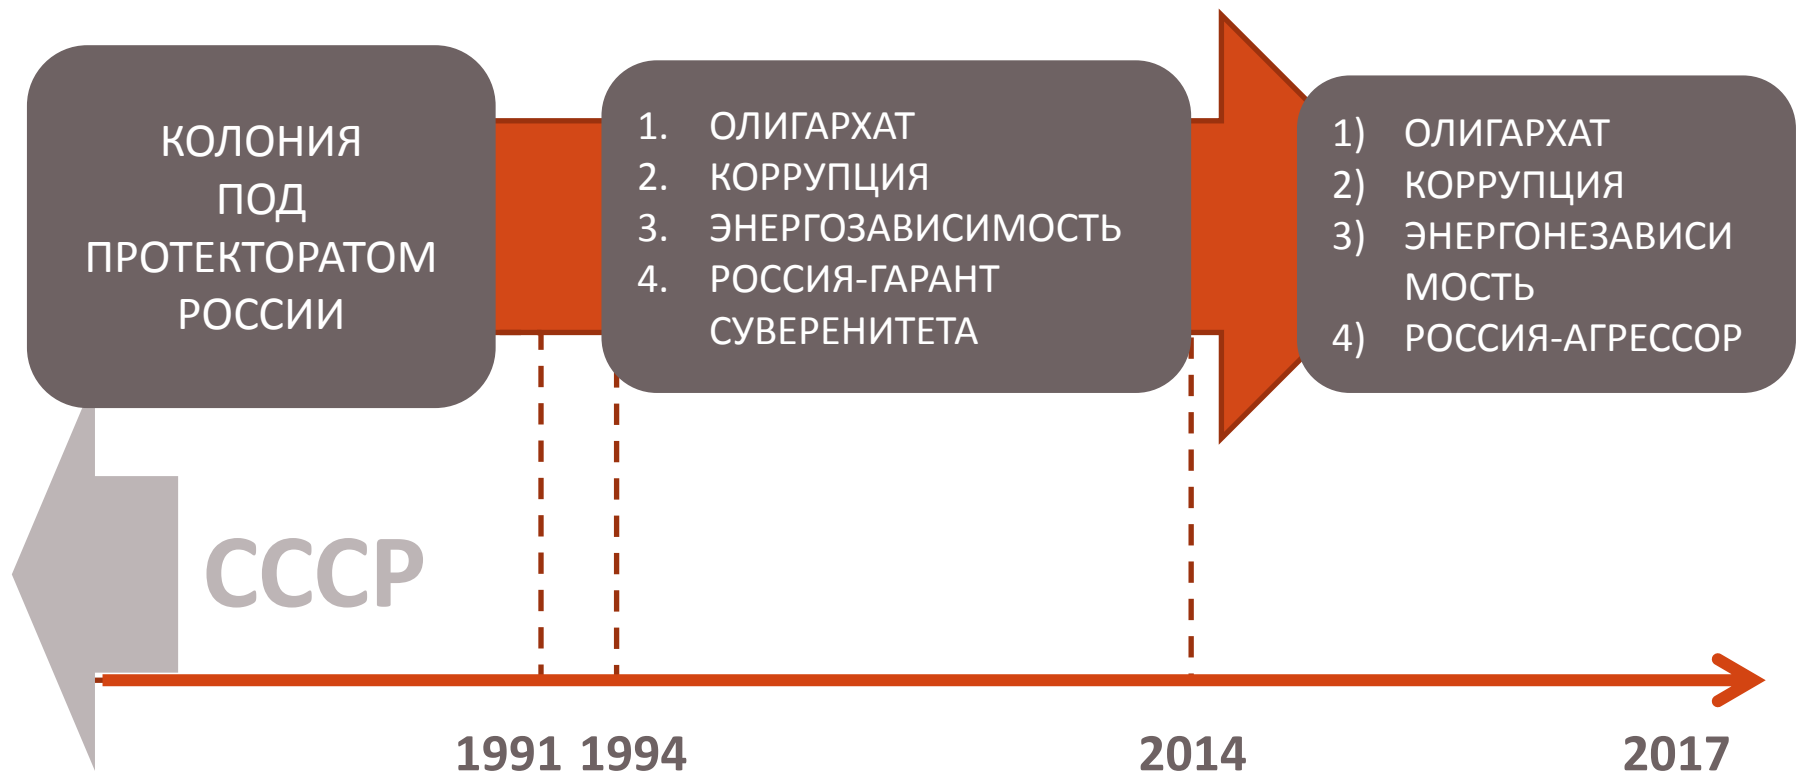 КОЛОНИЯ
ПОД
ПРОТЕКТОРАТОМ
РОССИИ
1. ОЛИГАРХАТ
2. КОРРУПЦИЯ
3. ЭНЕРГОЗАВИСИМОСТЬ
4. РОССИЯ-ГАРАНТ
СУВЕРЕНИТЕТА
1) ОЛИГАРХАТ
2) КОРРУПЦИЯ
3) ЭНЕРГОНЕЗАВИСИ
МОСТЬ
4) РОССИЯ-АГРЕССОР
СССР
1991 1994 2014 2017